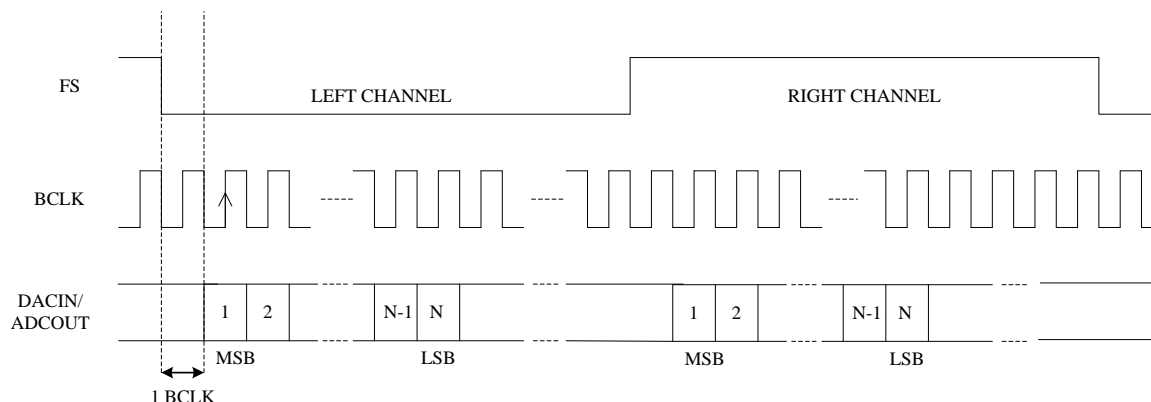 FS
LEFT CHANNEL
RIGHT CHANNEL
BCLK
DACIN/
ADCOUT
1
2
N-1
N
1
2
N-1
N
MSB
LSB
MSB
LSB
1 BCLK